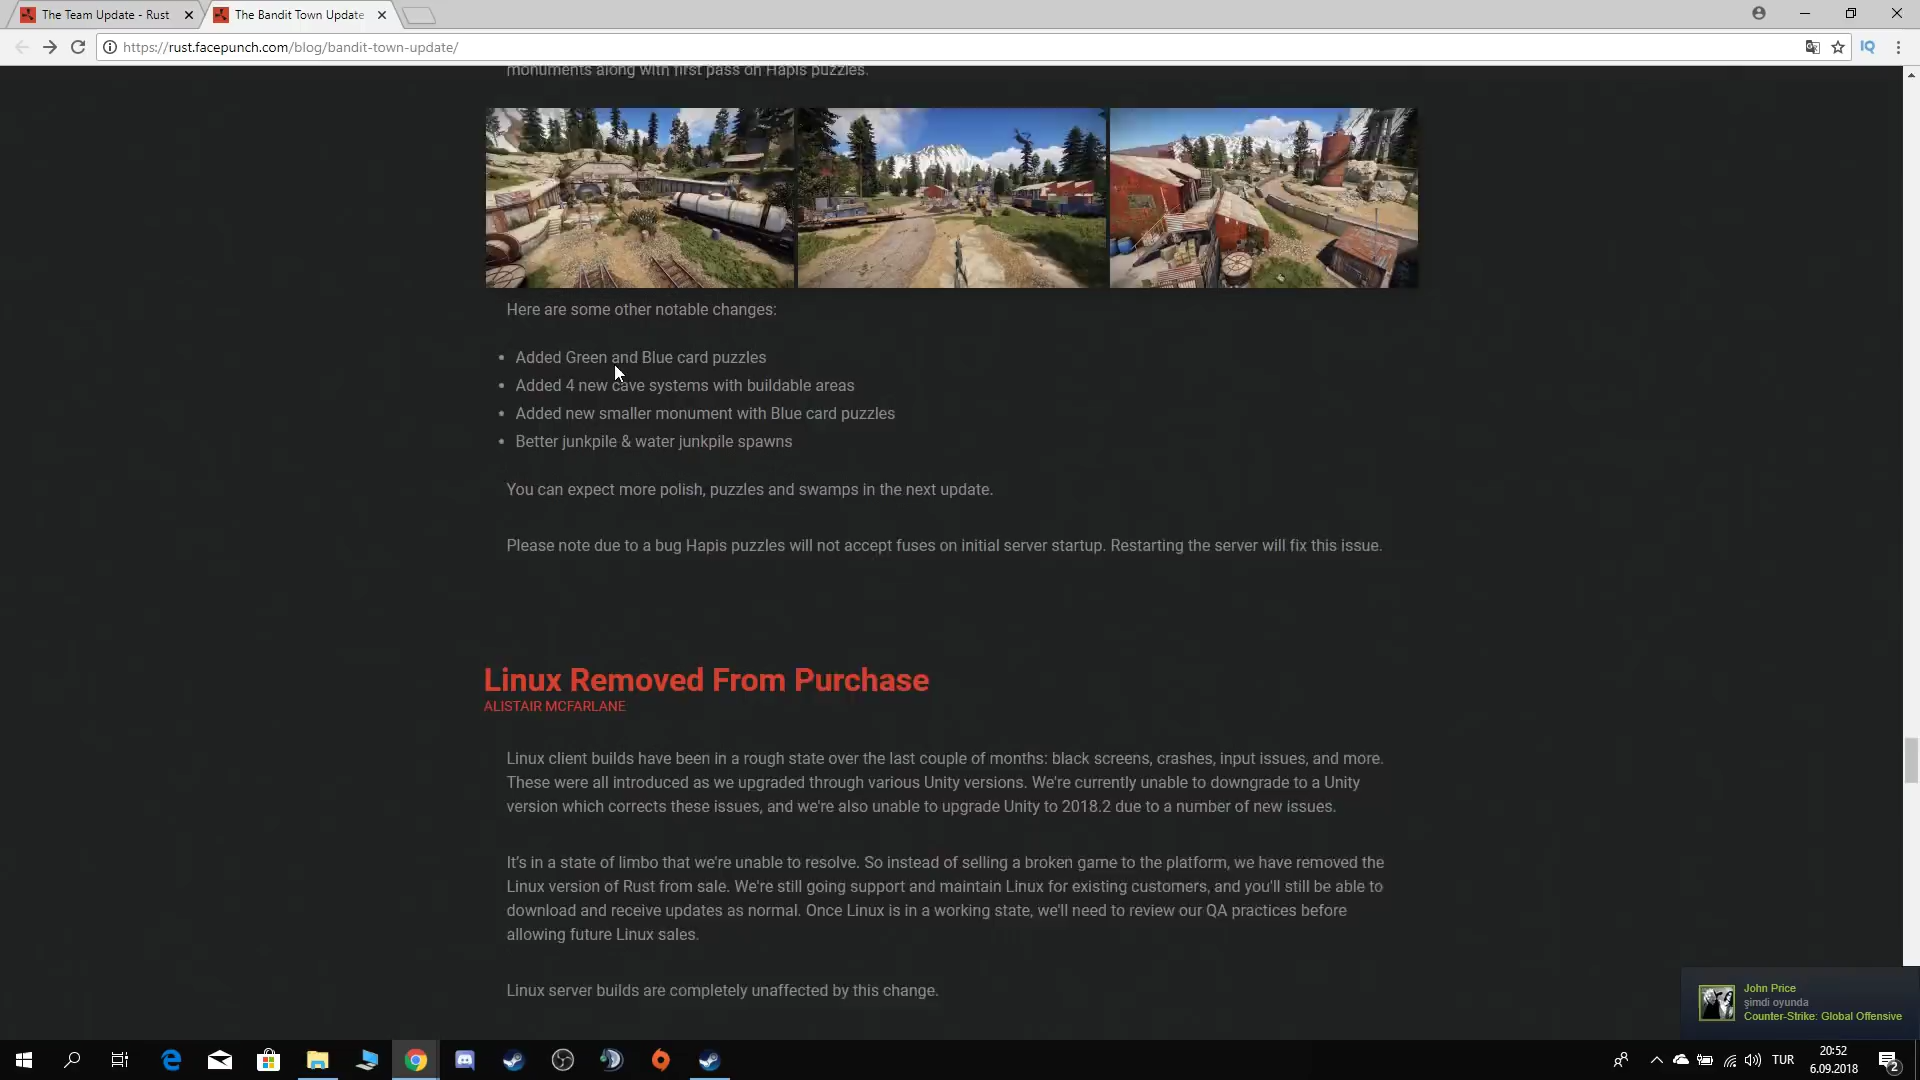 The Team Update - Rust
The Bandit Town Update
https://rust.facepunch.com/blog/bandit-town-update/
IQ
monuments along with first pass on Hapis puzzles.
Here are some other notable changes:
• Added Green and Blue card puzzles
• Added 4 new cave systems with buildable areas
• Added new smaller monument with Blue card puzzles
• Better junkpile & water junkpile spawns
You can expect more polish, puzzles and swamps in the next update.
Please note due to a bug Hapis puzzles will not accept fuses on initial server startup. Restarting the server will fix this issue.
Linux Removed From Purchase
ALISTAIR MCFARLANE
Linux client builds have been in a rough state over the last couple of months: black screens, crashes, input issues, and more.
These were all introduced as we upgraded through various Unity versions. We're currently unable to downgrade to a Unity
version which corrects these issues, and we're also unable to upgrade Unity to 2018.2 due to a number of new issues.
It's in a state of limbo that we're unable to resolve. So instead of selling a broken game to the platform, we have removed the
Linux version of Rust from sale. We're still going support and maintain Linux for existing customers, and you'll still be able to
download and receive updates as normal. Once Linux is in a working state, we'll need to review our QA practices before
allowing future Linux sales.
Linux server builds are completely unaffected by this change.
John Price
şimdi oyunda
Counter-Strike: Global Offensive
TUR
20:52
6.09.2018
2